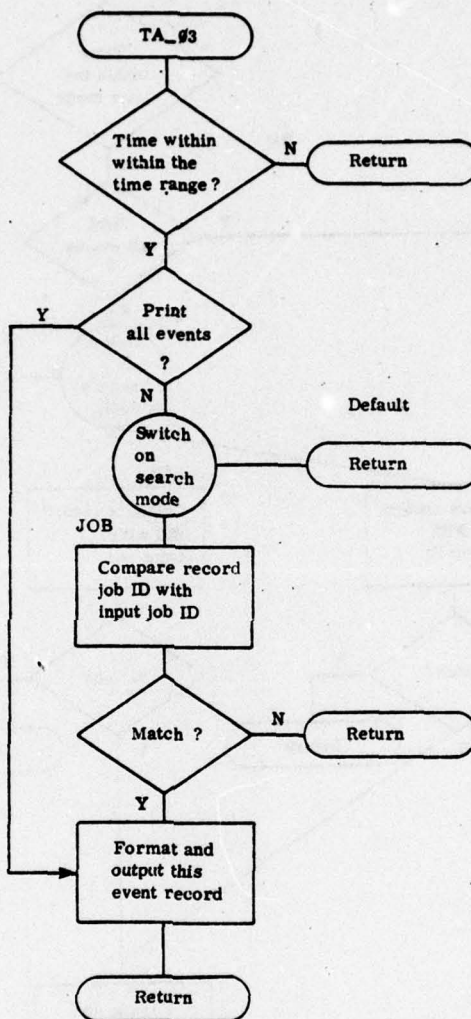 TA_Ø3
Time within
within the
time range ?
N
Return
Y
Y
Print
all events
?
N
Default
Switch
on
search
mode
Return
JOB
Compare record
job ID with
input job ID
Match ?
N
Return
Y
Format and
output this
event record
Return